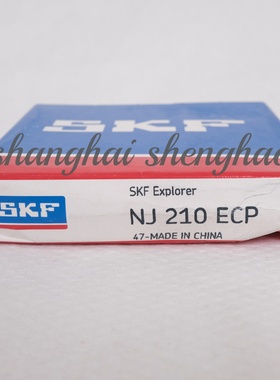 SKF
shanghai shenghao
SKF Explorer
SKF
NJ 210 ECP
47-MADE IN CHINA